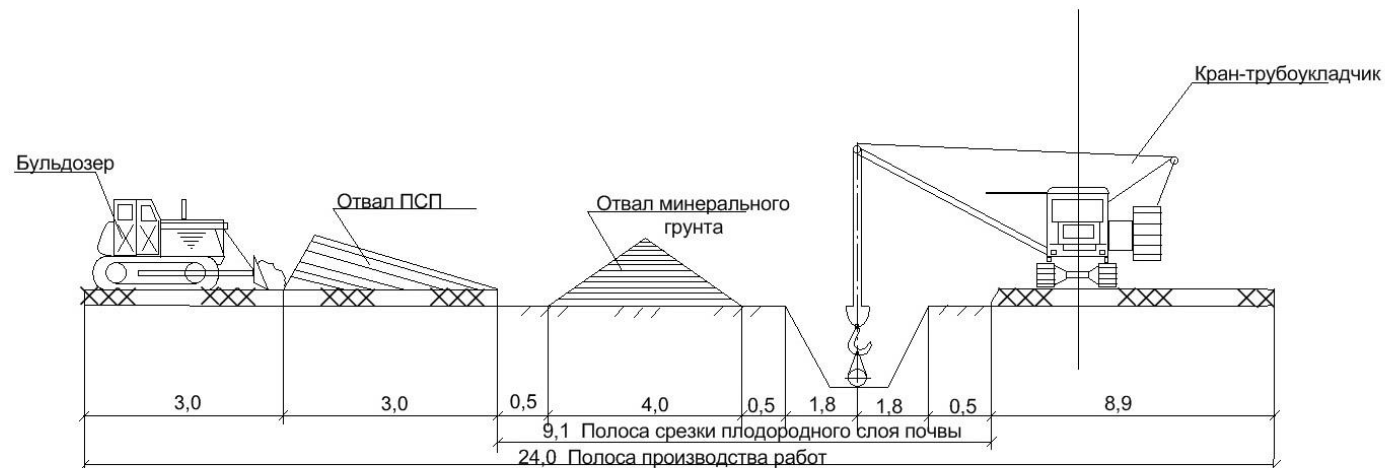 Кран-трубоукладчик
Бульдозер
Отвал ПСП
Отвал минерального
грунта
3,0
3,0
0,5
4,0
0,5
1,8
1,8
0,5
8,9
9,1 Полоса срезки плодородного слоя почвы
24,0 Полоса производства работ